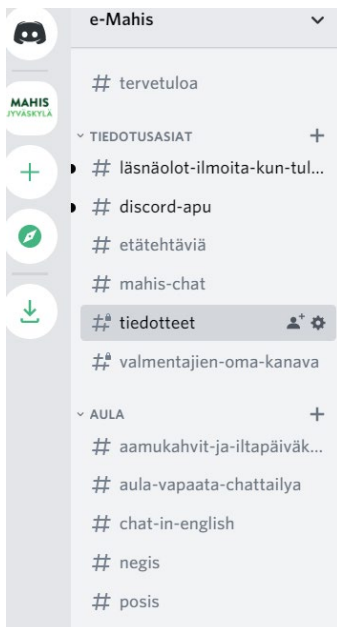 e-Mahis
# tervetuloa
MAHIS
JYVÄSKYLÄ
TIEDOTUSASIAT
# läsnäolot-ilmoita-kun-tul...
# discord-apu
# etätehtäviä
# mahis-chat
# tiedotteet
# valmentajien-oma-kanava
AULA
# aamukahvit-ja-iltapäiväk...
# aula-vapaata-chattailya
# chat-in-english
# negis
# posis